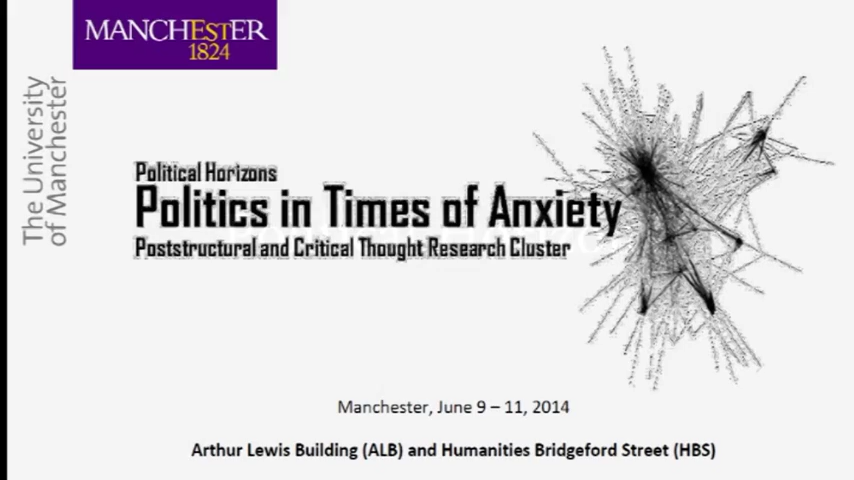 MANCHESTER
1824
The University
of Manchester
Political Horizons
Politics in Times of Anxiety
Poststructural and Critical Thought Research Cluster
Manchester, June 9 – 11, 2014
Arthur Lewis Building (ALB) and Humanities Bridgeford Street (HBS)